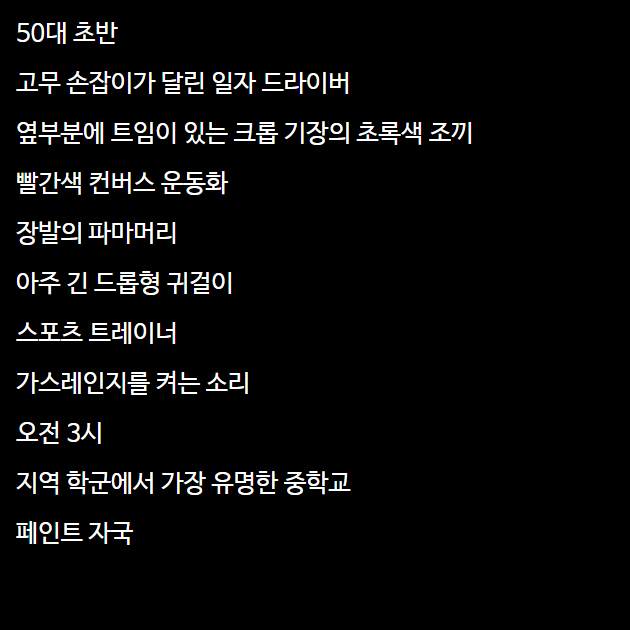 50대 초반
고무 손잡이가 달린 일자 드라이버
옆부분에 트임이 있는 크롭 기장의 초록색 조끼
빨간색 컨버스 운동화
장발의 파마머리
아주 긴 드롭형 귀걸이
스포츠 트레이너
가스레인지를 켜는 소리
오전 3시
지역 학군에서 가장 유명한 중학교
페인트 자국